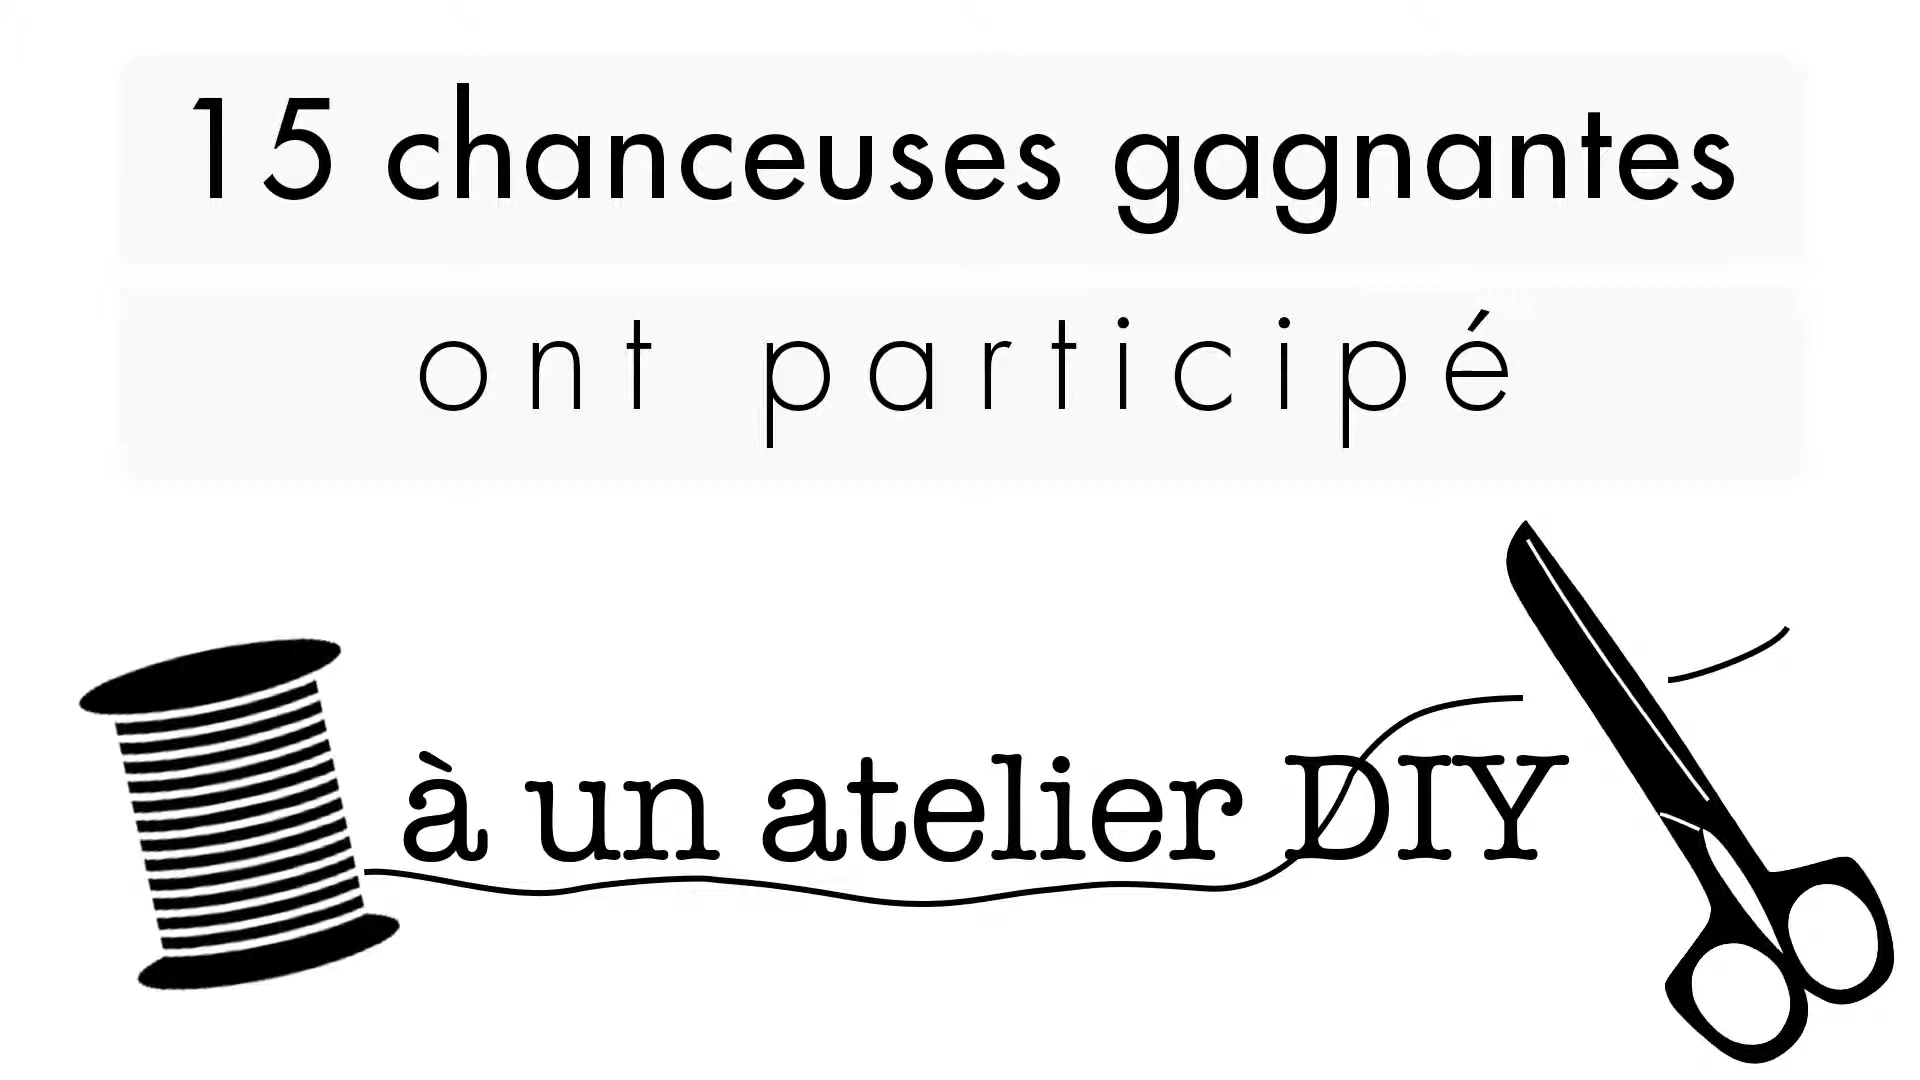 15 chanceuses gagnantes
ont participé
à un atelier DIY